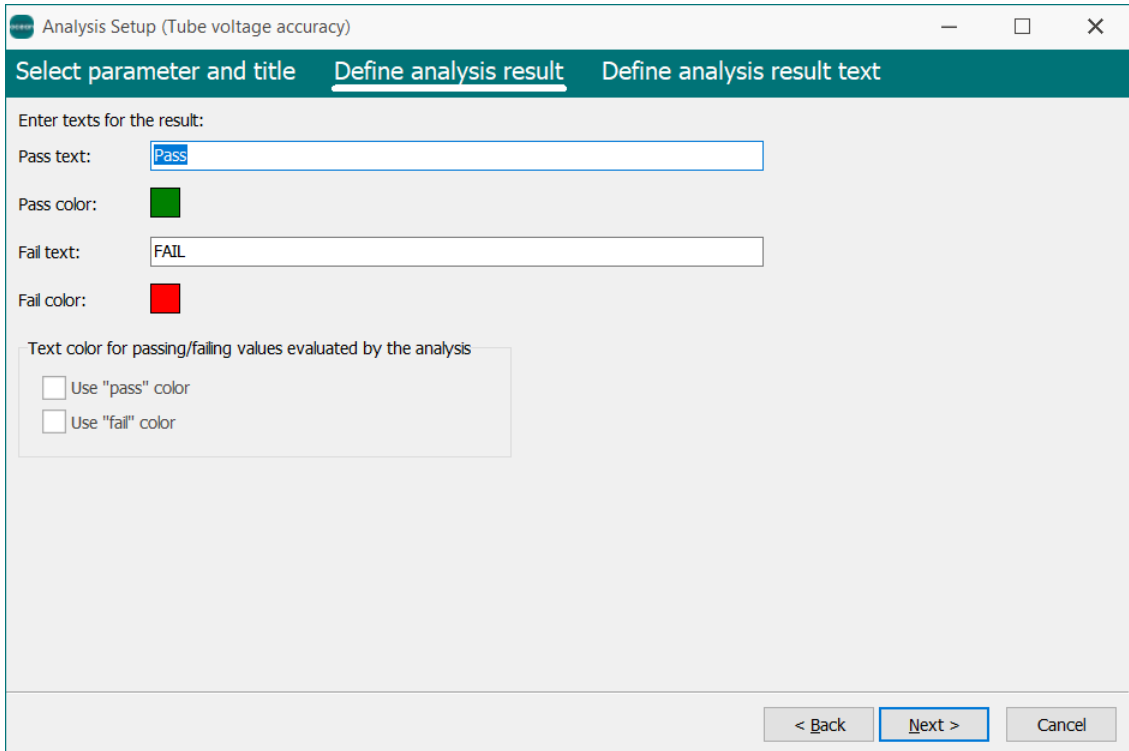 Analysis Setup (Tube voltage accuracy)
Select parameter and title Define analysis result Define analysis result text
Enter texts for the result:
Pass text: Pass
Pass color:
Fail text: FAIL
Fail color:
Text color for passing/failing values evaluated by the analysis
Use "pass" color
Use "fail" color
< Back Next > Cancel